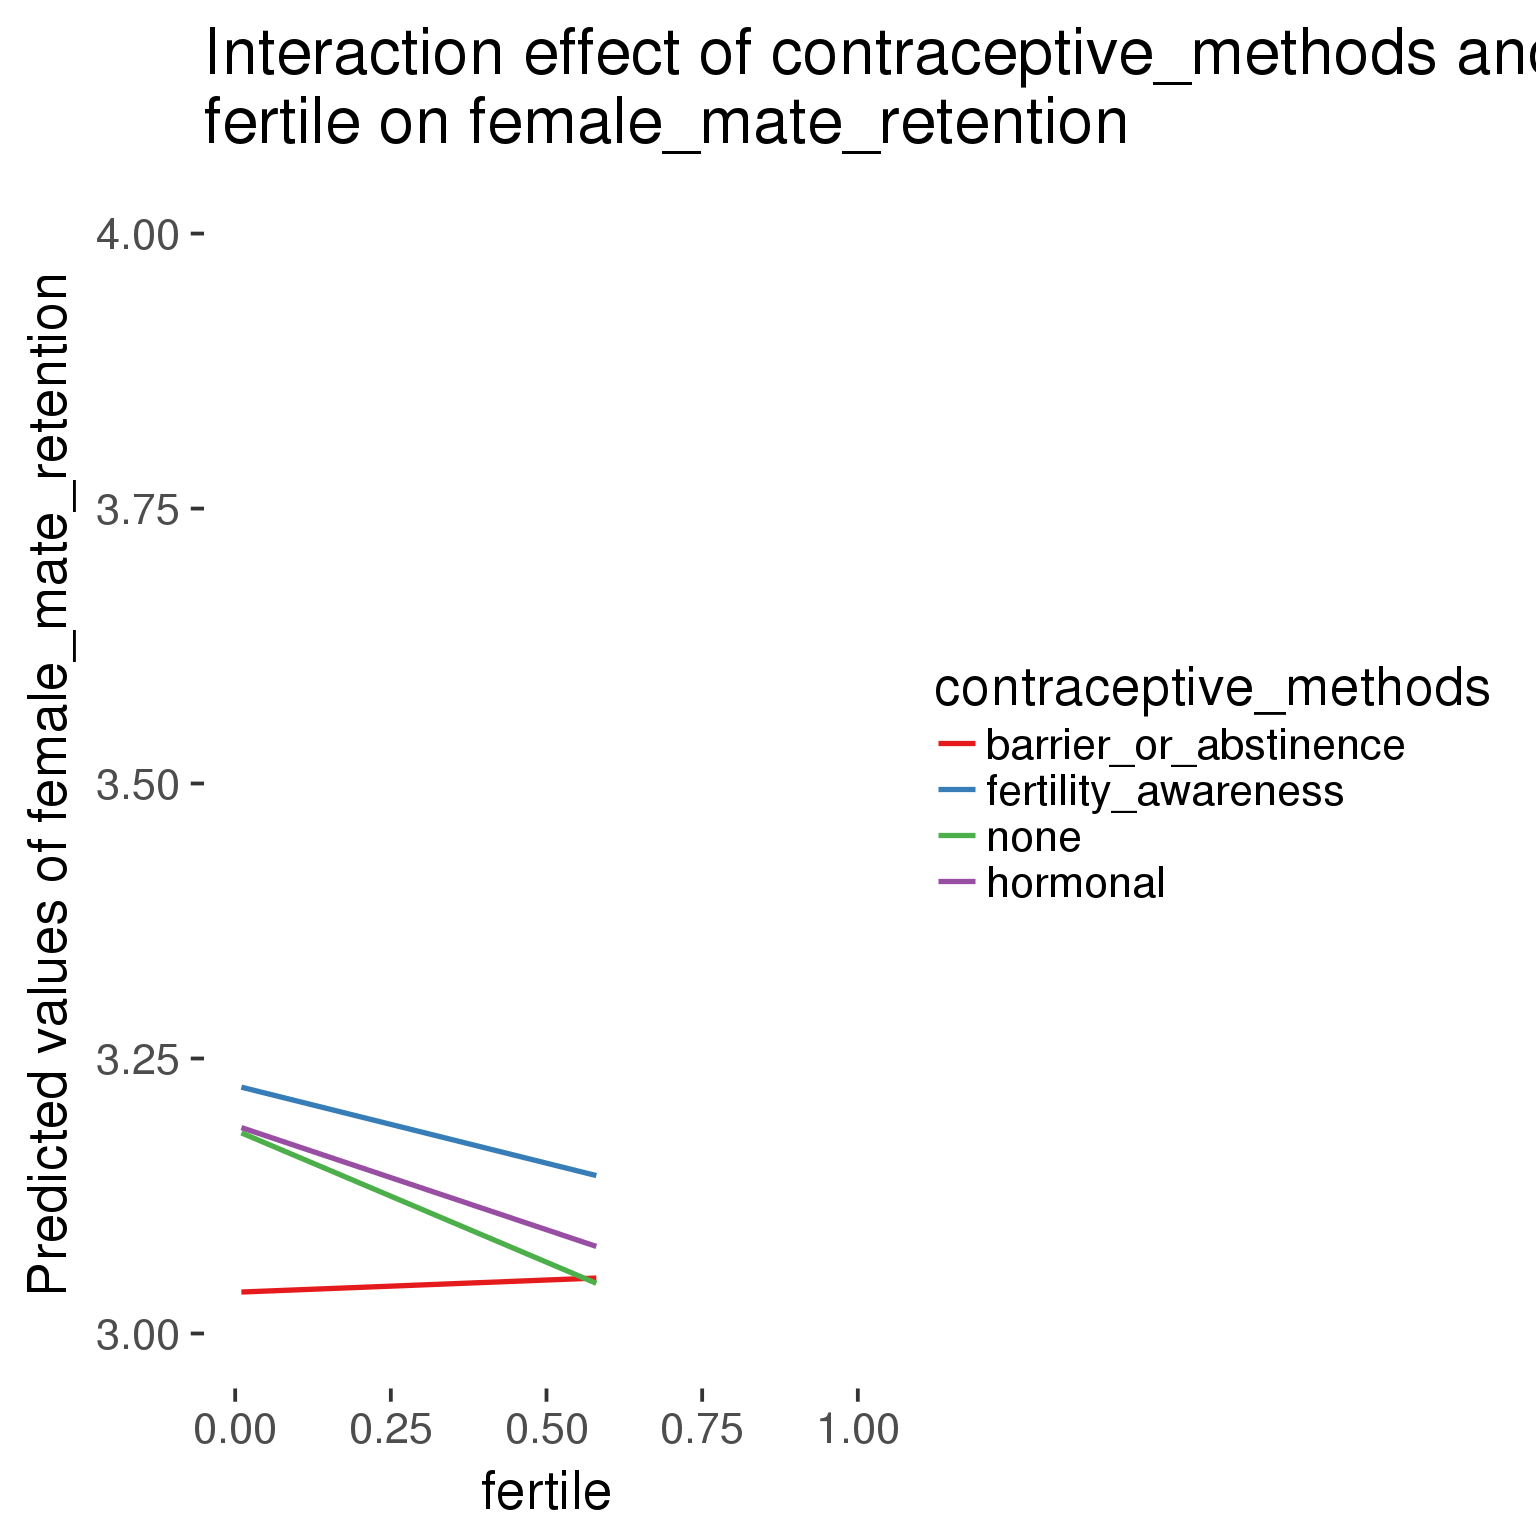 Interaction effect of contraceptive_methods
fertile on female_mate_retention
Predicted values of female_mate_retention
4.00
3.75
3.50
3.25
3.00
0.00 0.25 0.50 0.75 1.00
fertile
contraceptive_methods
barrier_or_abstinence
fertility_awareness
none
hormonal